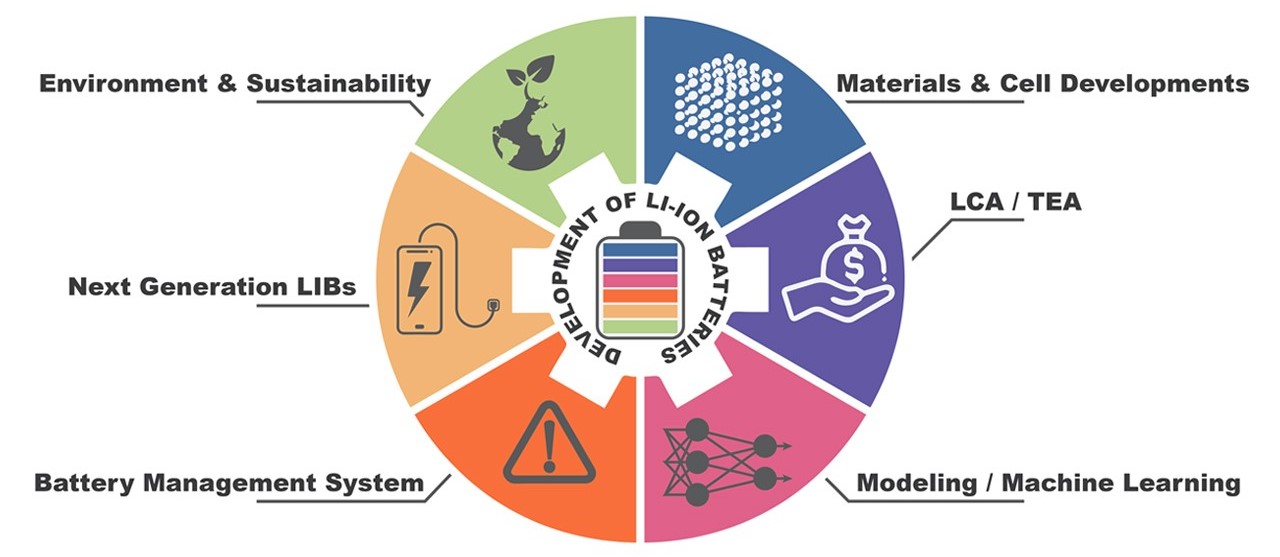 Environment & Sustainability
Materials & Cell Developments
LCA / TEA
DEVELOPMENT OF LI-ION BATTERIES
$
Next Generation LIBs
Battery Management System
Modeling / Machine Learning